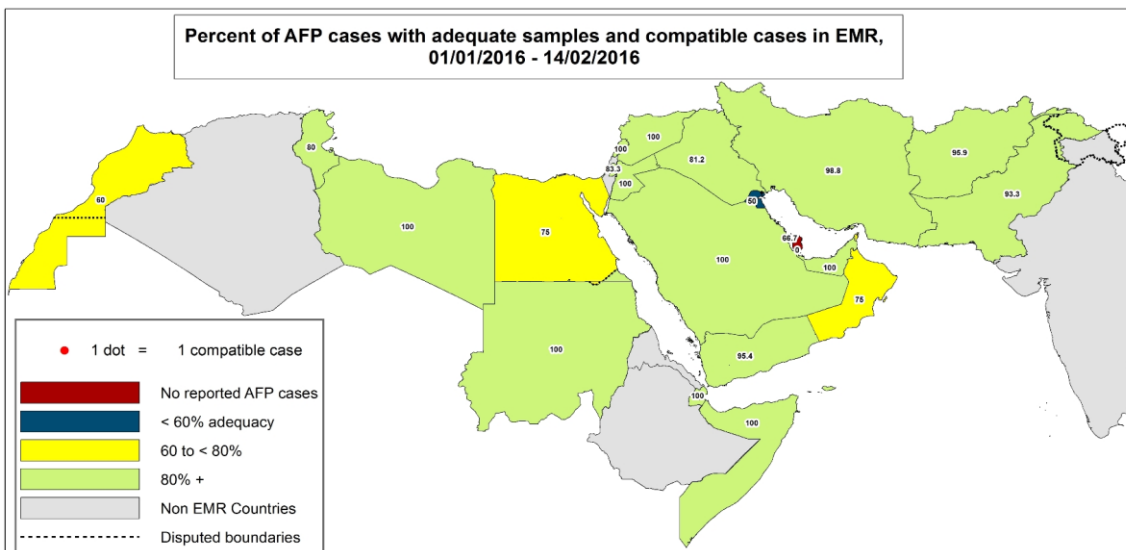 Percent of AFP cases with adequate samples and compatible cases in EMR,
01/01/2016 - 14/02/2016
80
100
100
81.2
95.9
83.3
98.8
100
93.3
60
50
100
75
66.7
0
100
100
75
100
95.4
100
100
1 dot = 1 compatible case
No reported AFP cases
< 60% adequacy
60 to < 80%
80% +
Non EMR Countries
Disputed boundaries